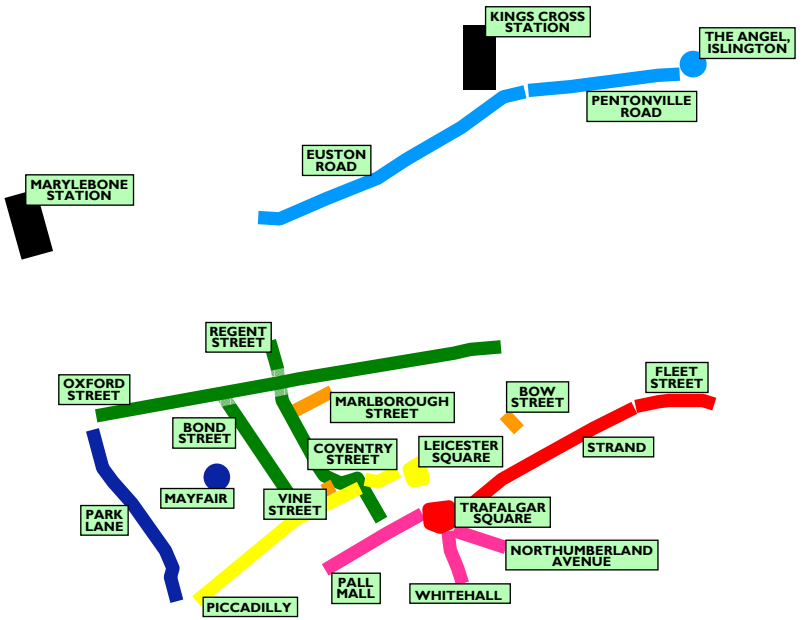 KINGS CROSS
STATION
THE ANGEL,
ISLINGTON
PENTONVILLE
ROAD
EUSTON
ROAD
MARYLEBONE
STATION
REGENT
STREET
OXFORD
STREET
FLEET
STREET
BOW
STREET
MARLBOROUGH
STREET
BOND
STREET
COVENTRY
STREET
LEICESTER
SQUARE
STRAND
MAYFAIR
VINE
STREET
PARK
LANE
TRAFALGAR
SQUARE
NORTHUMBERLAND
AVENUE
PALL
MALL
WHITEHALL
PICCADILLY